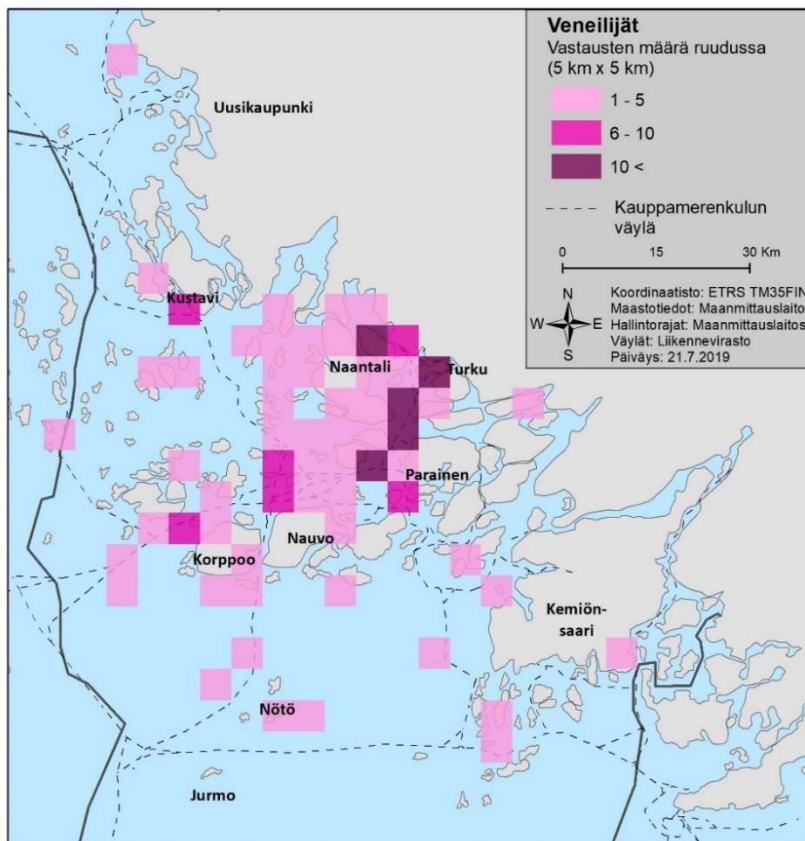 Veneilijät
Vastausten määrä ruudussa
(5 km x 5 km)
1 - 5
6 - 10
10 <
Kauppamerenkulun
väylä
0 15 30 Km
N
W E
S
Koordinaatisto: ETRS TM35FIN
Maastotiedot: Maanmittauslaitos
Hallintorajat: Maanmittauslaitos
Väylät: Liikennevirasto
Päiväys: 21.7.2019
Uusikaupunki
Kustavi
Naantali
Turku
Parainen
Nauvo
Korppoo
Kemiön-
saari
Nötö
Jurmo